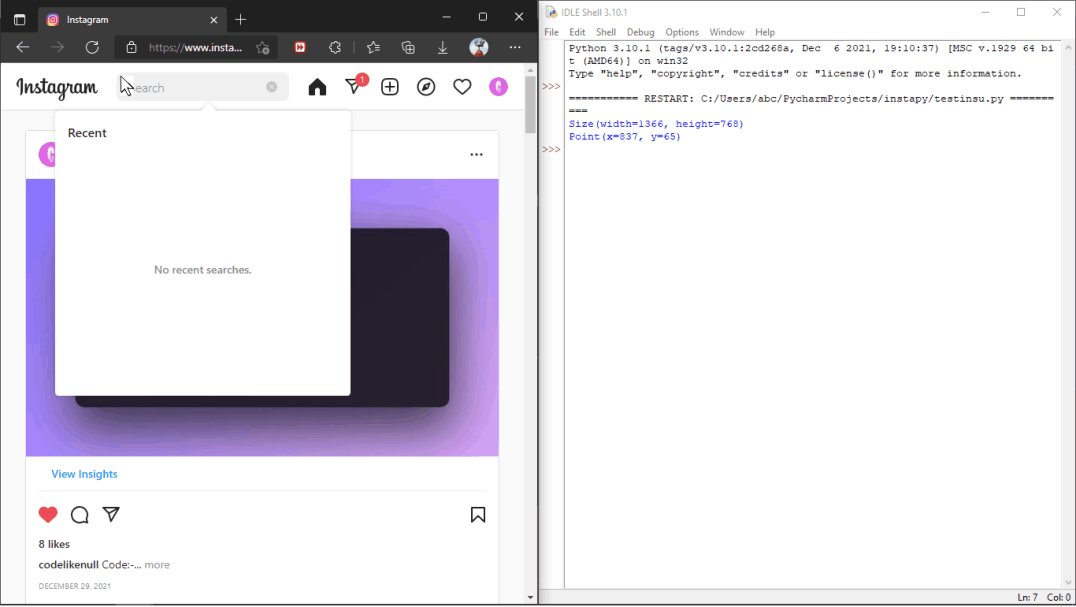 Instagram
https://www.insta...
Instagram
earch
1
Recent
No recent searches.
View Insights
8 likes
codelikenull Code:-... more
DECEMBER 29, 2021
IDLE Shell 3.10.1
File Edit Shell Debug Options Window Help
Python 3.10.1 (tags/v3.10.1:2cd268a, Dec  6 2021, 19:10:37) [MSC v.1929 64 bi
t (AMD64)] on win32
Type "help", "copyright", "credits" or "license()" for more information.
>>>
=========== RESTART: C:/Users/abc/PycharmProjects/instapy/testinsu.py =======
===
Size(width=1366, height=768)
Point(x=837, y=65)
>>>
Ln: 7 Col: 0